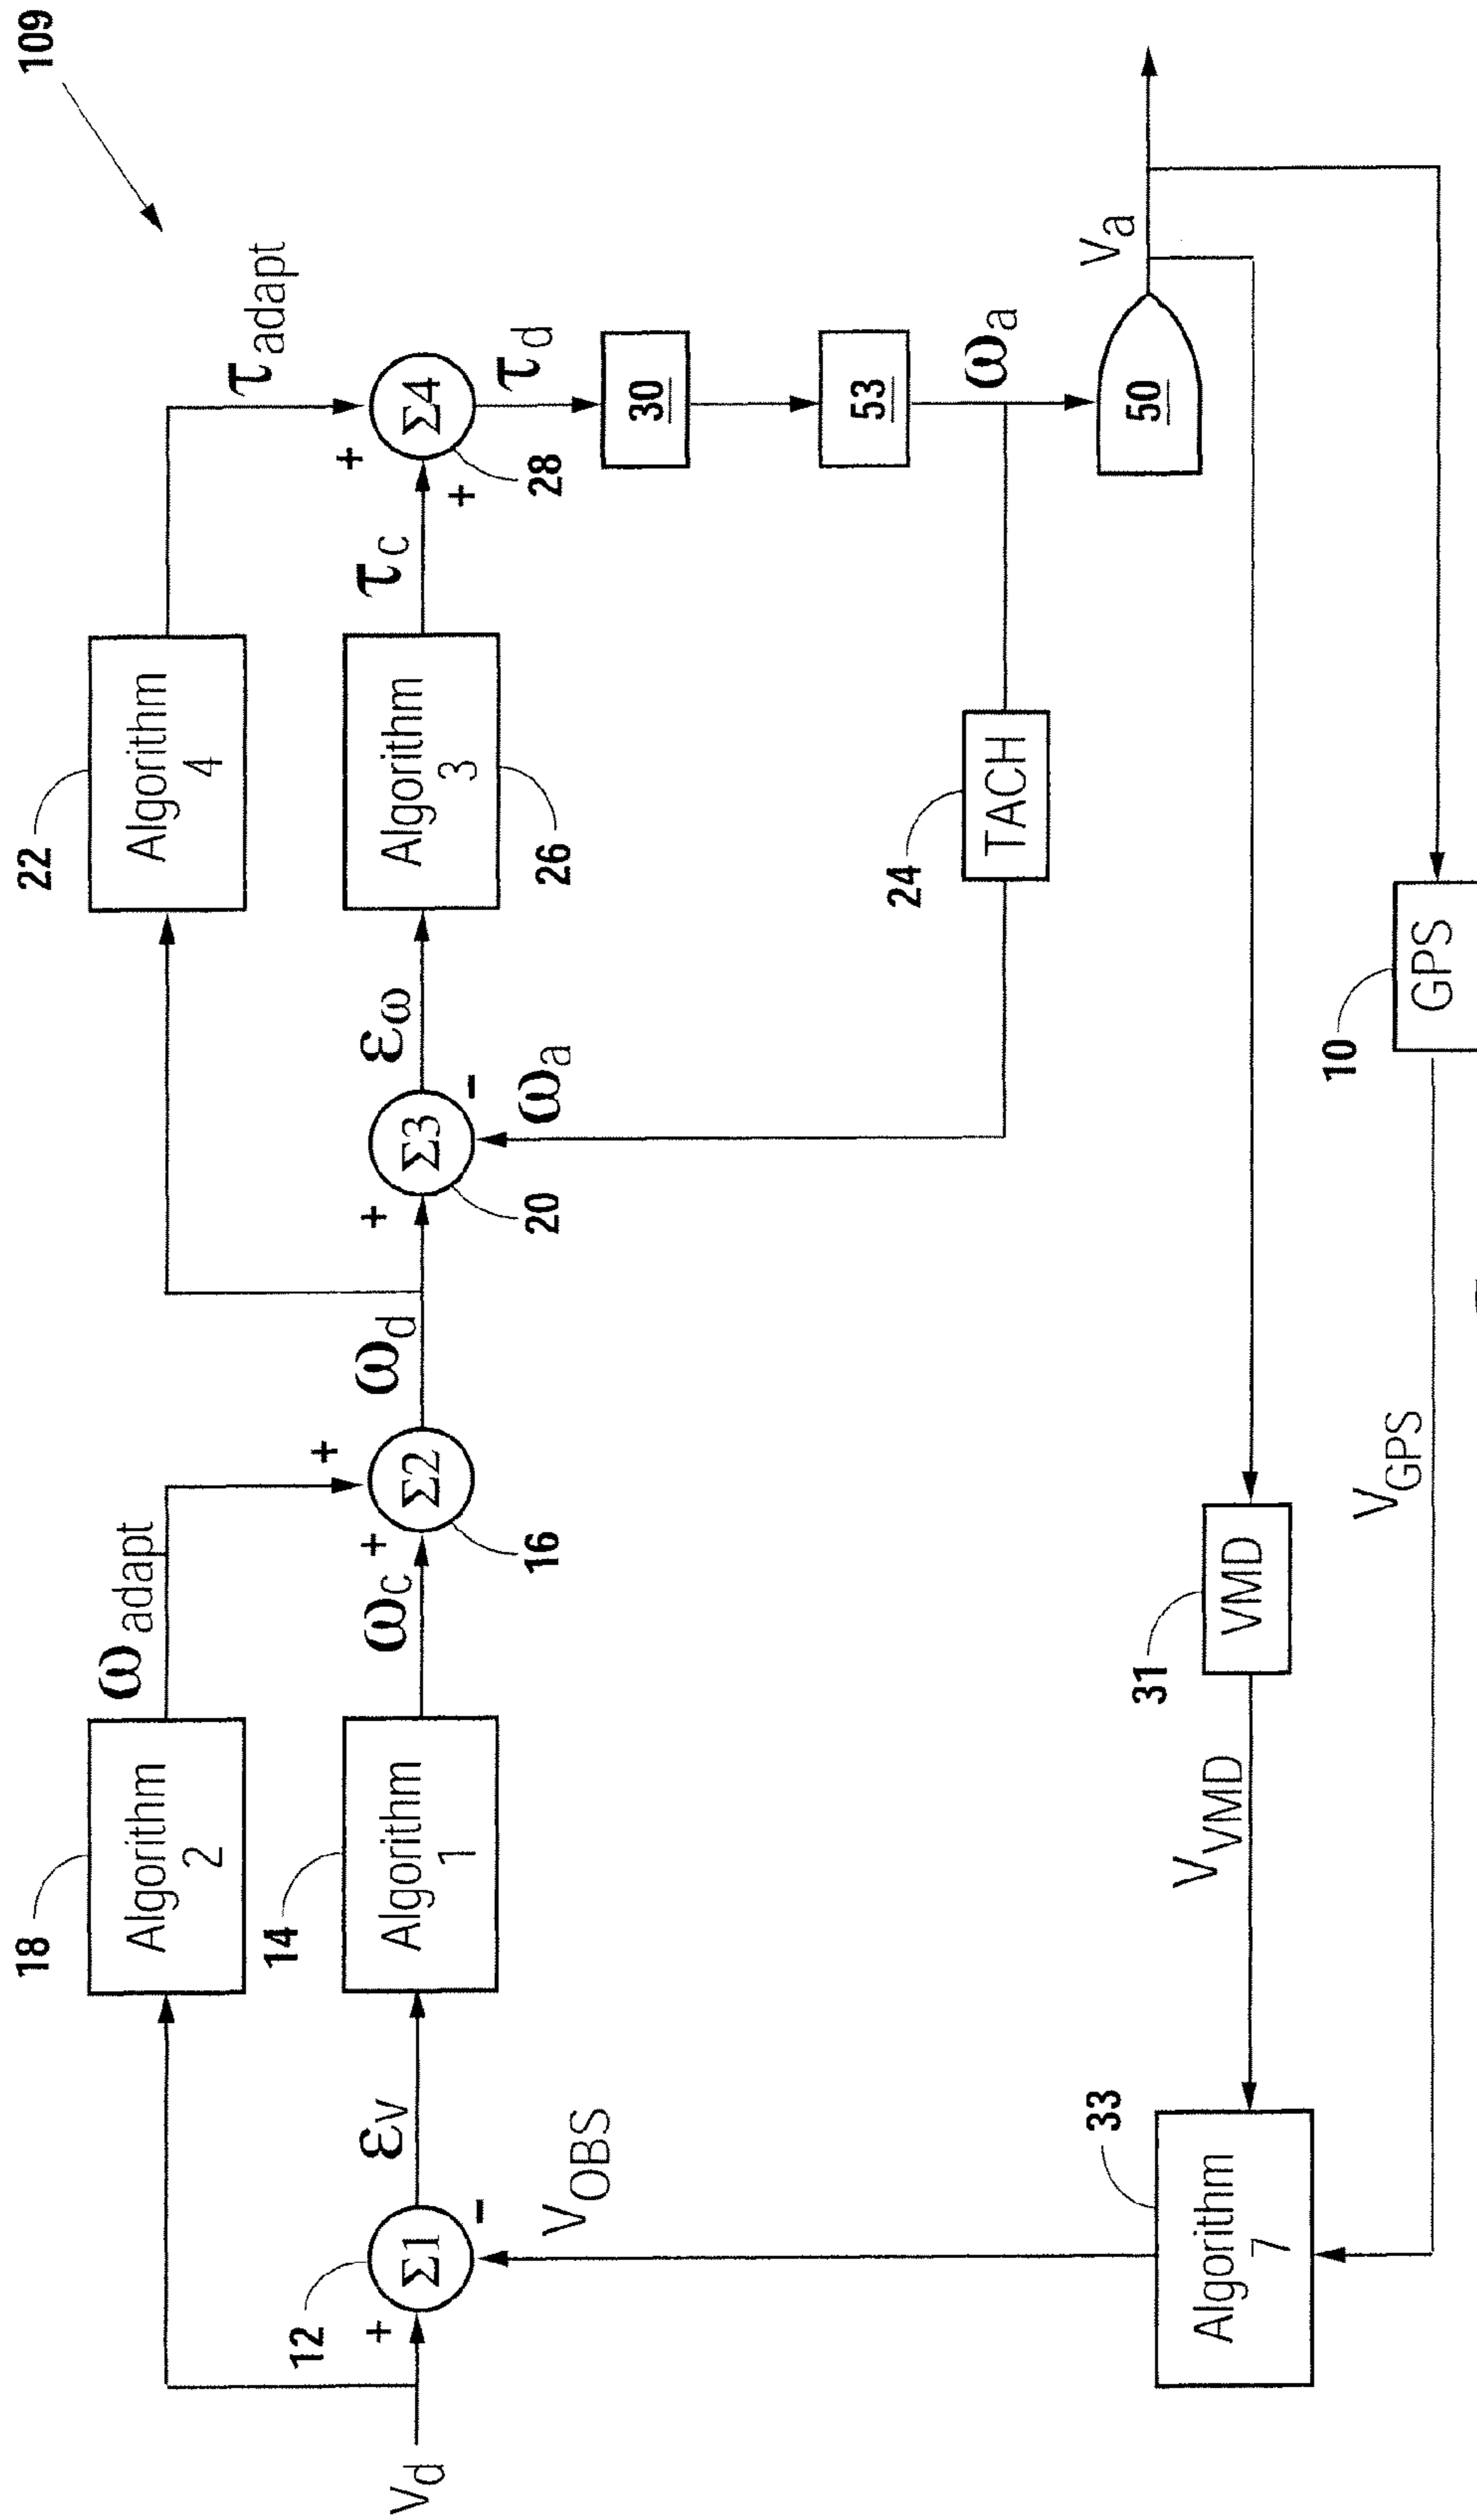 109
22
Algorithm
4
τadapt
18
Algorithm
2
ωadapt
14
Algorithm
1
ωc
+
+
Σ2
16
ωd
+
Σ3
-
20
εω
Algorithm
3
26
τc
+
+
Σ4
28
τd
30
53
ωa
50
Va
Vd
+
12
Σ1
-
εV
VOBS
ωa
24
TACH
33
Algorithm
7
VVMD
31
VMD
VGPS
10
GPS